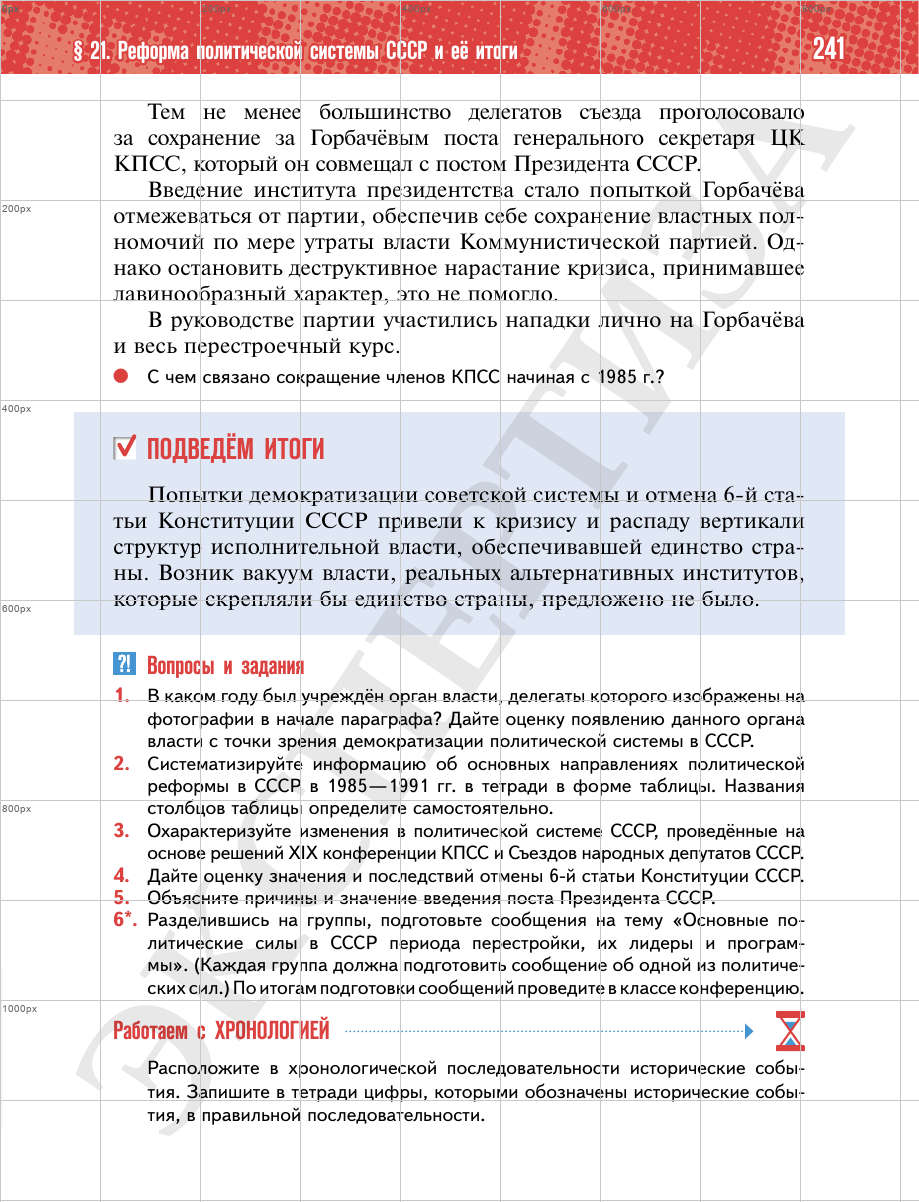 § 21. Реформа политической системы СССР и её итоги 241
Тем не менее большинство делегатов съезда проголосовало
за сохранение за Горбачёвым поста генерального секретаря ЦК
КПСС, который он совмещал с постом Президента СССР.
Введение института президентства стало попыткой Горбачёва
отмежеваться от партии, обеспечив себе сохранение властных пол-
номочий по мере утраты власти Коммунистической партией. Од-
нако остановить деструктивное нарастание кризиса, принимавшее
лавинообразный характер, это не помогло.
В руководстве партии участились нападки лично на Горбачёва
и весь перестроечный курс.
С чем связано сокращение членов КПСС начиная с 1985 г.?
400px
ПОДВЕДЁМ ИТОГИ
Попытки демократизации советской системы и отмена 6-й ста-
тьи Конституции СССР привели к кризису и распаду вертикали
структур исполнительной власти, обеспечивавшей единство стра-
ны. Возник вакуум власти, реальных альтернативных институтов,
которые скрепляли бы единство страны, предложено не было.
200px
600px
?! Вопросы и задания
1. В каком году был учреждён орган власти, делегаты которого изображены на
фотографии в начале параграфа? Дайте оценку появлению данного органа
власти с точки зрения демократизации политической системы в СССР.
2. Систематизируйте информацию об основных направлениях политической
реформы в СССР в 1985—1991 гг. в тетради в форме таблицы. Названия
столбцов таблицы определите самостоятельно.
800px
3. Охарактеризуйте изменения в политической системе СССР, проведённые на
основе решений XIX конференции КПСС и Съездов народных депутатов СССР.
4. Дайте оценку значения и последствий отмены 6-й статьи Конституции СССР.
5. Объясните причины и значение введения поста Президента СССР.
6*. Разделившись на группы, подготовьте сообщения на тему «Основные по-
литические силы в СССР периода перестройки, их лидеры и програм-
мы». (Каждая группа должна подготовить сообщение об одной из политиче-
ских сил.) По итогам подготовки сообщений проведите в классе конференцию.
1000px
Работаем с ХРОНОЛОГИЕЙ
Расположите в хронологической последовательности исторические собы-
тия. Запишите в тетради цифры, которыми обозначены исторические собы-
тия, в правильной последовательности.
ЭКСПЕРТИЗА